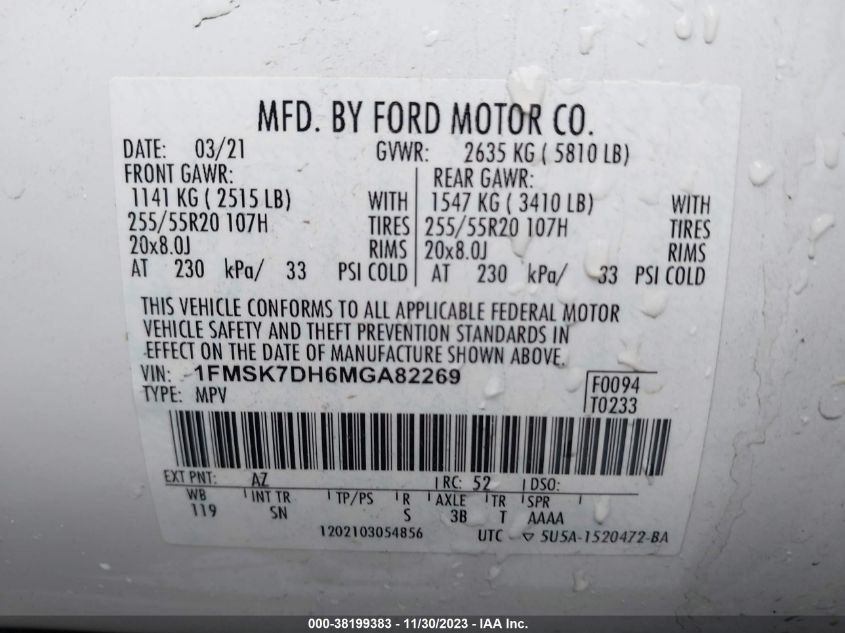 MFD. BY FORD MOTOR CO.
DATE: 03/21 GVWR: 2635 KG ( 5810 LB)
FRONT GAWR: REAR GAWR:
1141 KG ( 2515 LB) WITH 1547 KG ( 3410 LB) WITH
255/55R20 107H TIRES 255/55R20 107H TIRES
20x8.0J RIMS 20x8.0J RIMS
AT 230 kPa/ 33 PSI COLD AT 230 kPa/ 33 PSI COLD
THIS VEHICLE CONFORMS TO ALL APPLICABLE FEDERAL MOTOR
VEHICLE SAFETY AND THEFT PREVENTION STANDARDS IN
EFFECT ON THE DATE OF MANUFACTURE SHOWN ABOVE.
VIN: 1FMSK7DH6MGA82269 F0094
TYPE: MPV T0233
EXT PNT: AZ RC: 52 DSO:
WB INT TR TP/PS R AXLE TR SPR
119 SN S 3B T AAAA
1202103054856 UTC ▽ 5U5A-1520472-BA
000-38199383 - 11/30/2023 - IAA Inc.